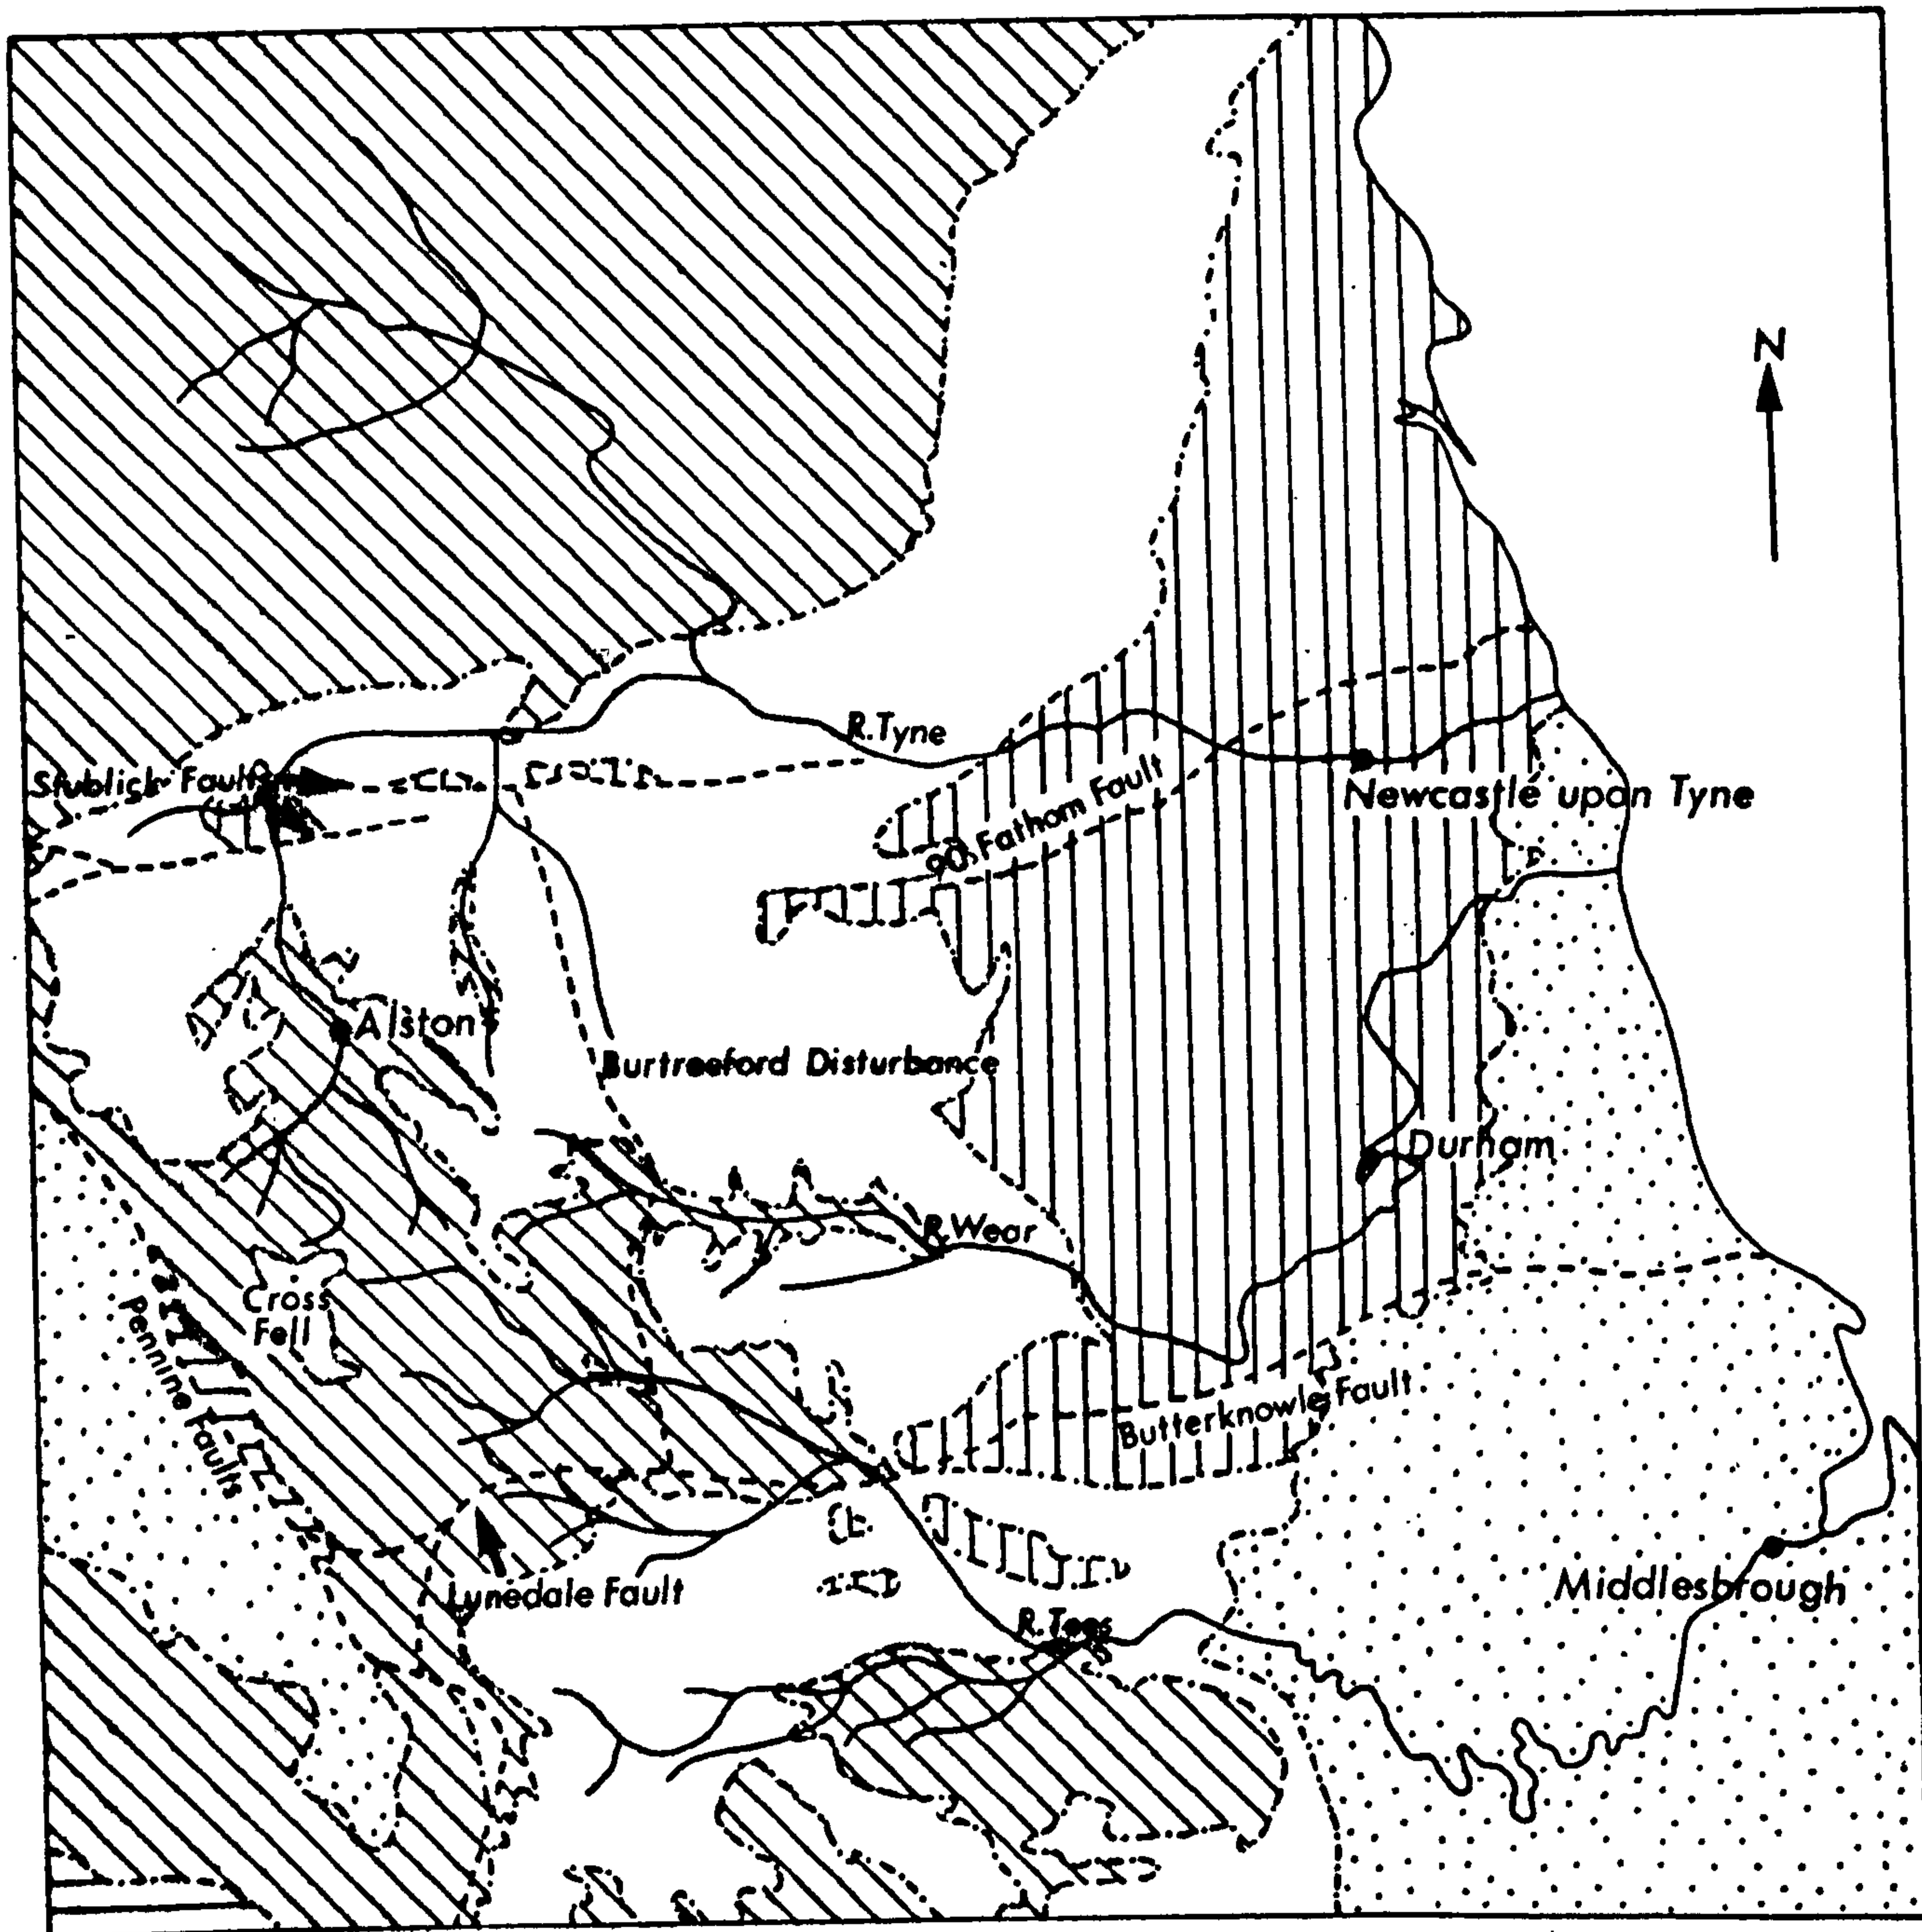 N
R.Tyne
Stublick Fault
Newcastle upon Tyne
90 Fathom Fault
Alston
Burtreeford Disturbance
Durham
R.Wear
Cross
Fell
Pennine Faults
Butterknowle Fault
Lunedale Fault
Middlesbrough
R.Tees